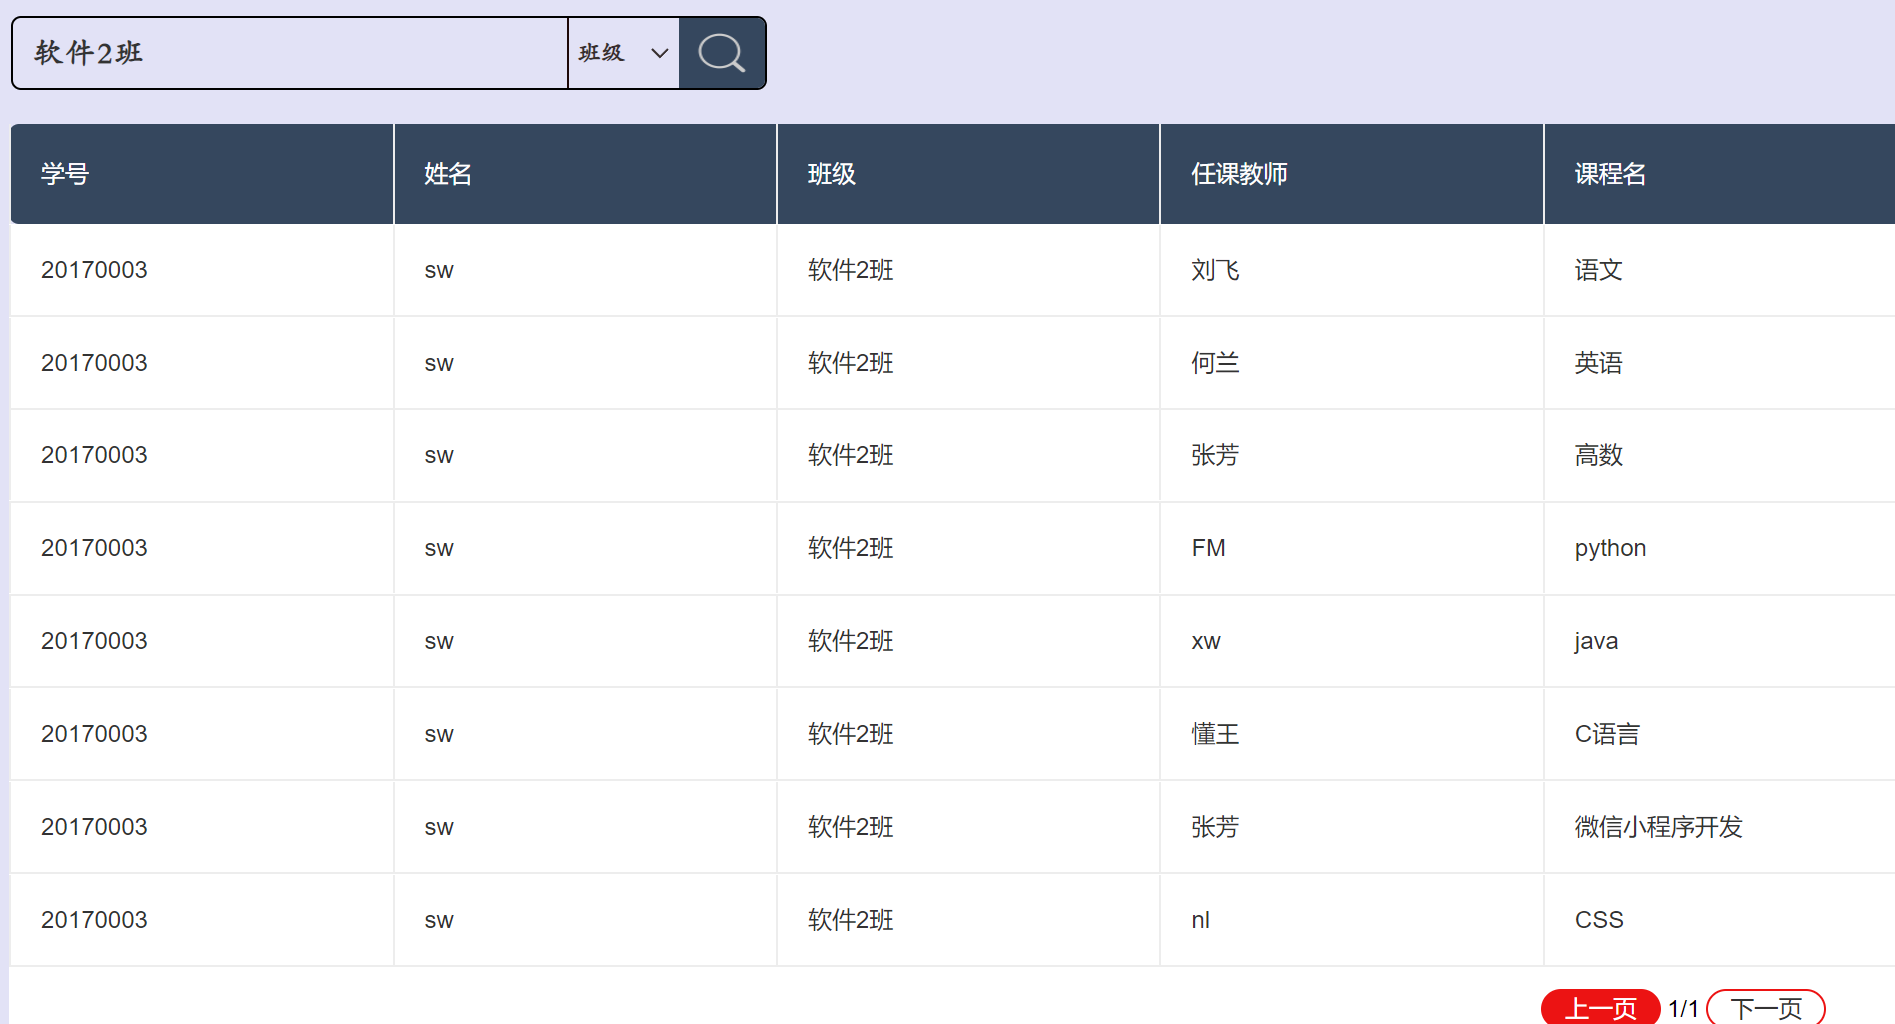 软件2班 班级
学号 姓名 班级 任课教师 课程名
20170003 sw 软件2班 刘飞 语文
20170003 sw 软件2班 何兰 英语
20170003 sw 软件2班 张芳 高数
20170003 sw 软件2班 FM python
20170003 sw 软件2班 xw java
20170003 sw 软件2班 懂王 C语言
20170003 sw 软件2班 张芳 微信小程序开发
20170003 sw 软件2班 nl CSS
上一页 1/1 下一页